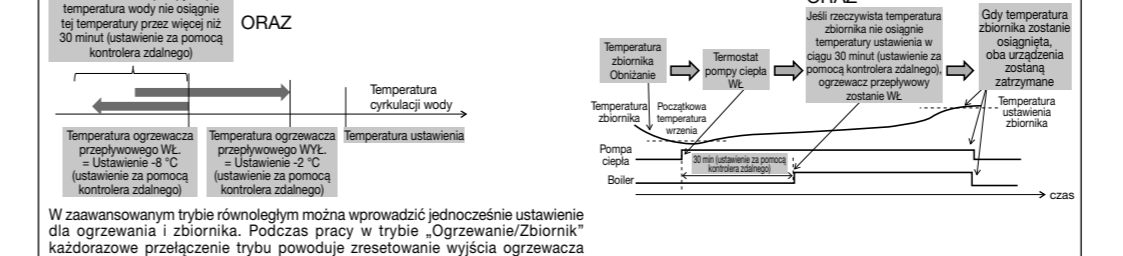 temperatura wody nie osiągnie
tej temperatury przez więcej niż
30 minut (ustawienie za pomocą
kontrolera zdalnego)
ORAZ
Temperatura
cyrkulacji wody
Temperatura ogrzewacza
przepływowego WŁ.
= Ustawienie -8 °C
(ustawienie za pomocą
kontrolera zdalnego)
Temperatura ogrzewacza
przepływowego WYŁ.
= Ustawienie -2 °C
(ustawienie za pomocą
kontrolera zdalnego)
Temperatura ustawienia
W zaawansowanym trybie równoległym można wprowadzić jednocześnie ustawienie
dla ogrzewania i zbiornika. Podczas pracy w trybie „Ogrzewanie/Zbiornik”
każdorazowe przełączenie trybu powoduje zresetowanie wyjścia ogrzewacza
ORAZ
Temperatura
zbiornika
Obniżanie
Termostat
pompy ciepła
WŁ
Jeśli rzeczywista temperatura
zbiornika nie osiągnie
temperatury ustawienia w
ciągu 30 minut (ustawienie za
pomocą kontrolera zdalnego),
ogrzewacz przepływowy
zostanie WŁ
Gdy temperatura
zbiornika zostanie
osiągnięta,
oba urządzenia
zostaną
zatrzymane
Temperatura
zbiornika
Początkowa
temperatura
wrzenia
Temperatura
ustawienia
zbiornika
Pompa
ciepła
30 min (ustawienie za pomocą
kontrolera zdalnego)
Boiler
czas